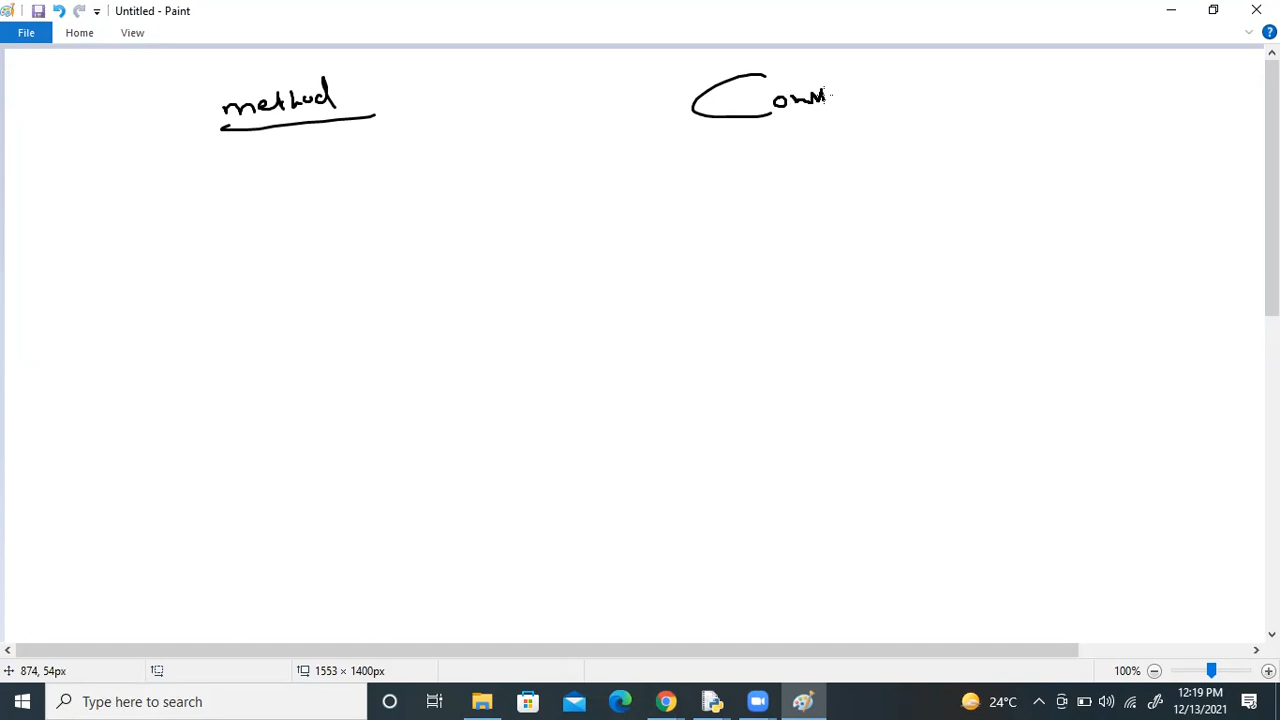 Untitled - Paint
File Home View
method
100%
874, 54px
1553 × 1400px
Type here to search
24°C
12:19 PM
12/13/2021